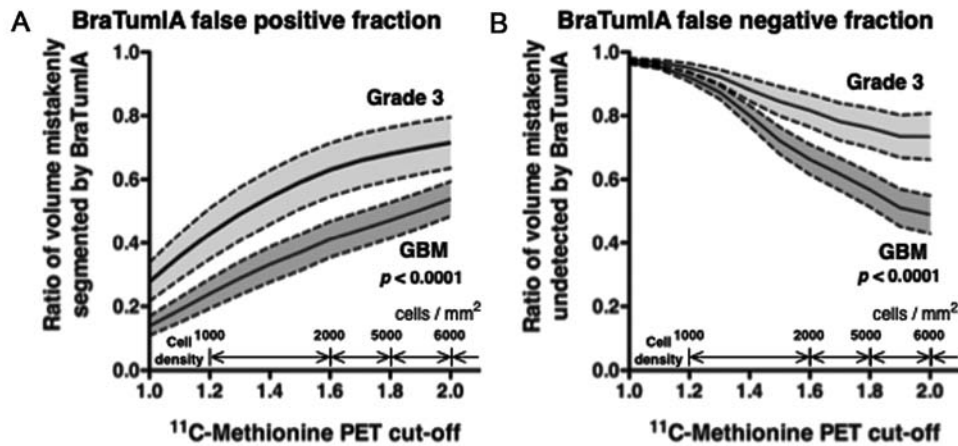 A BraTumIA false positive fraction
Ratio of volume mistakenly
segmented by BraTumIA
1.0
0.8
0.6
0.4
0.2
0.0
Grade 3
GBM
p < 0.0001
cells / mm²
Cell
density
1000
2000
5000
6000
1.0 1.2 1.4 1.6 1.8 2.0
¹¹C-Methionine PET cut-off
B BraTumIA false negative fraction
Ratio of volume mistakenly
undetected by BraTumIA
1.0
0.8
0.6
0.4
0.2
0.0
Grade 3
GBM
p < 0.0001
cells / mm²
Cell
density
1000
2000
5000
6000
1.0 1.2 1.4 1.6 1.8 2.0
¹¹C-Methionine PET cut-off